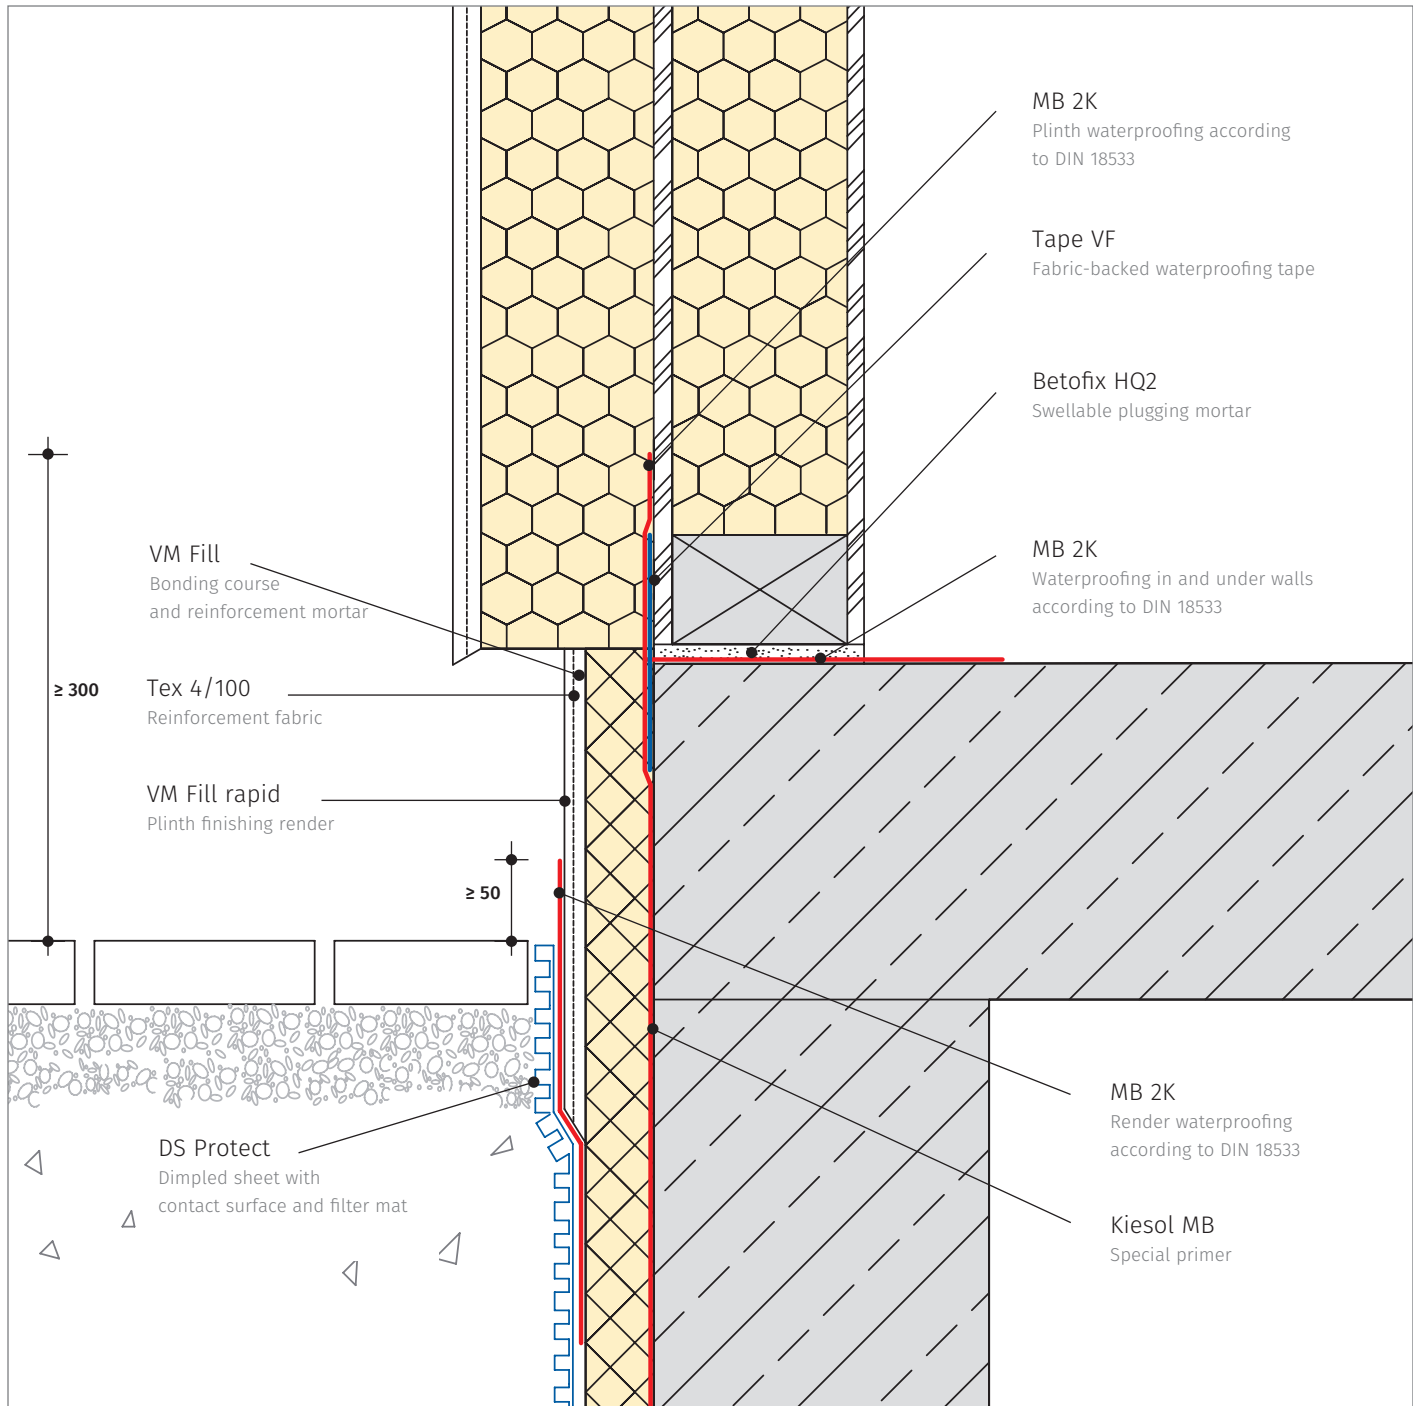 MB 2K
Plinth waterproofing according
to DIN 18533
Tape VF
Fabric-backed waterproofing tape
Betofix HQ2
Swellable plugging mortar
MB 2K
Waterproofing in and under walls
according to DIN 18533
VM Fill
Bonding course
and reinforcement mortar
≥ 300
Tex 4/100
Reinforcement fabric
VM Fill rapid
Plinth finishing render
≥ 50
DS Protect
Dimpled sheet with
contact surface and filter mat
MB 2K
Render waterproofing
according to DIN 18533
Kiesol MB
Special primer